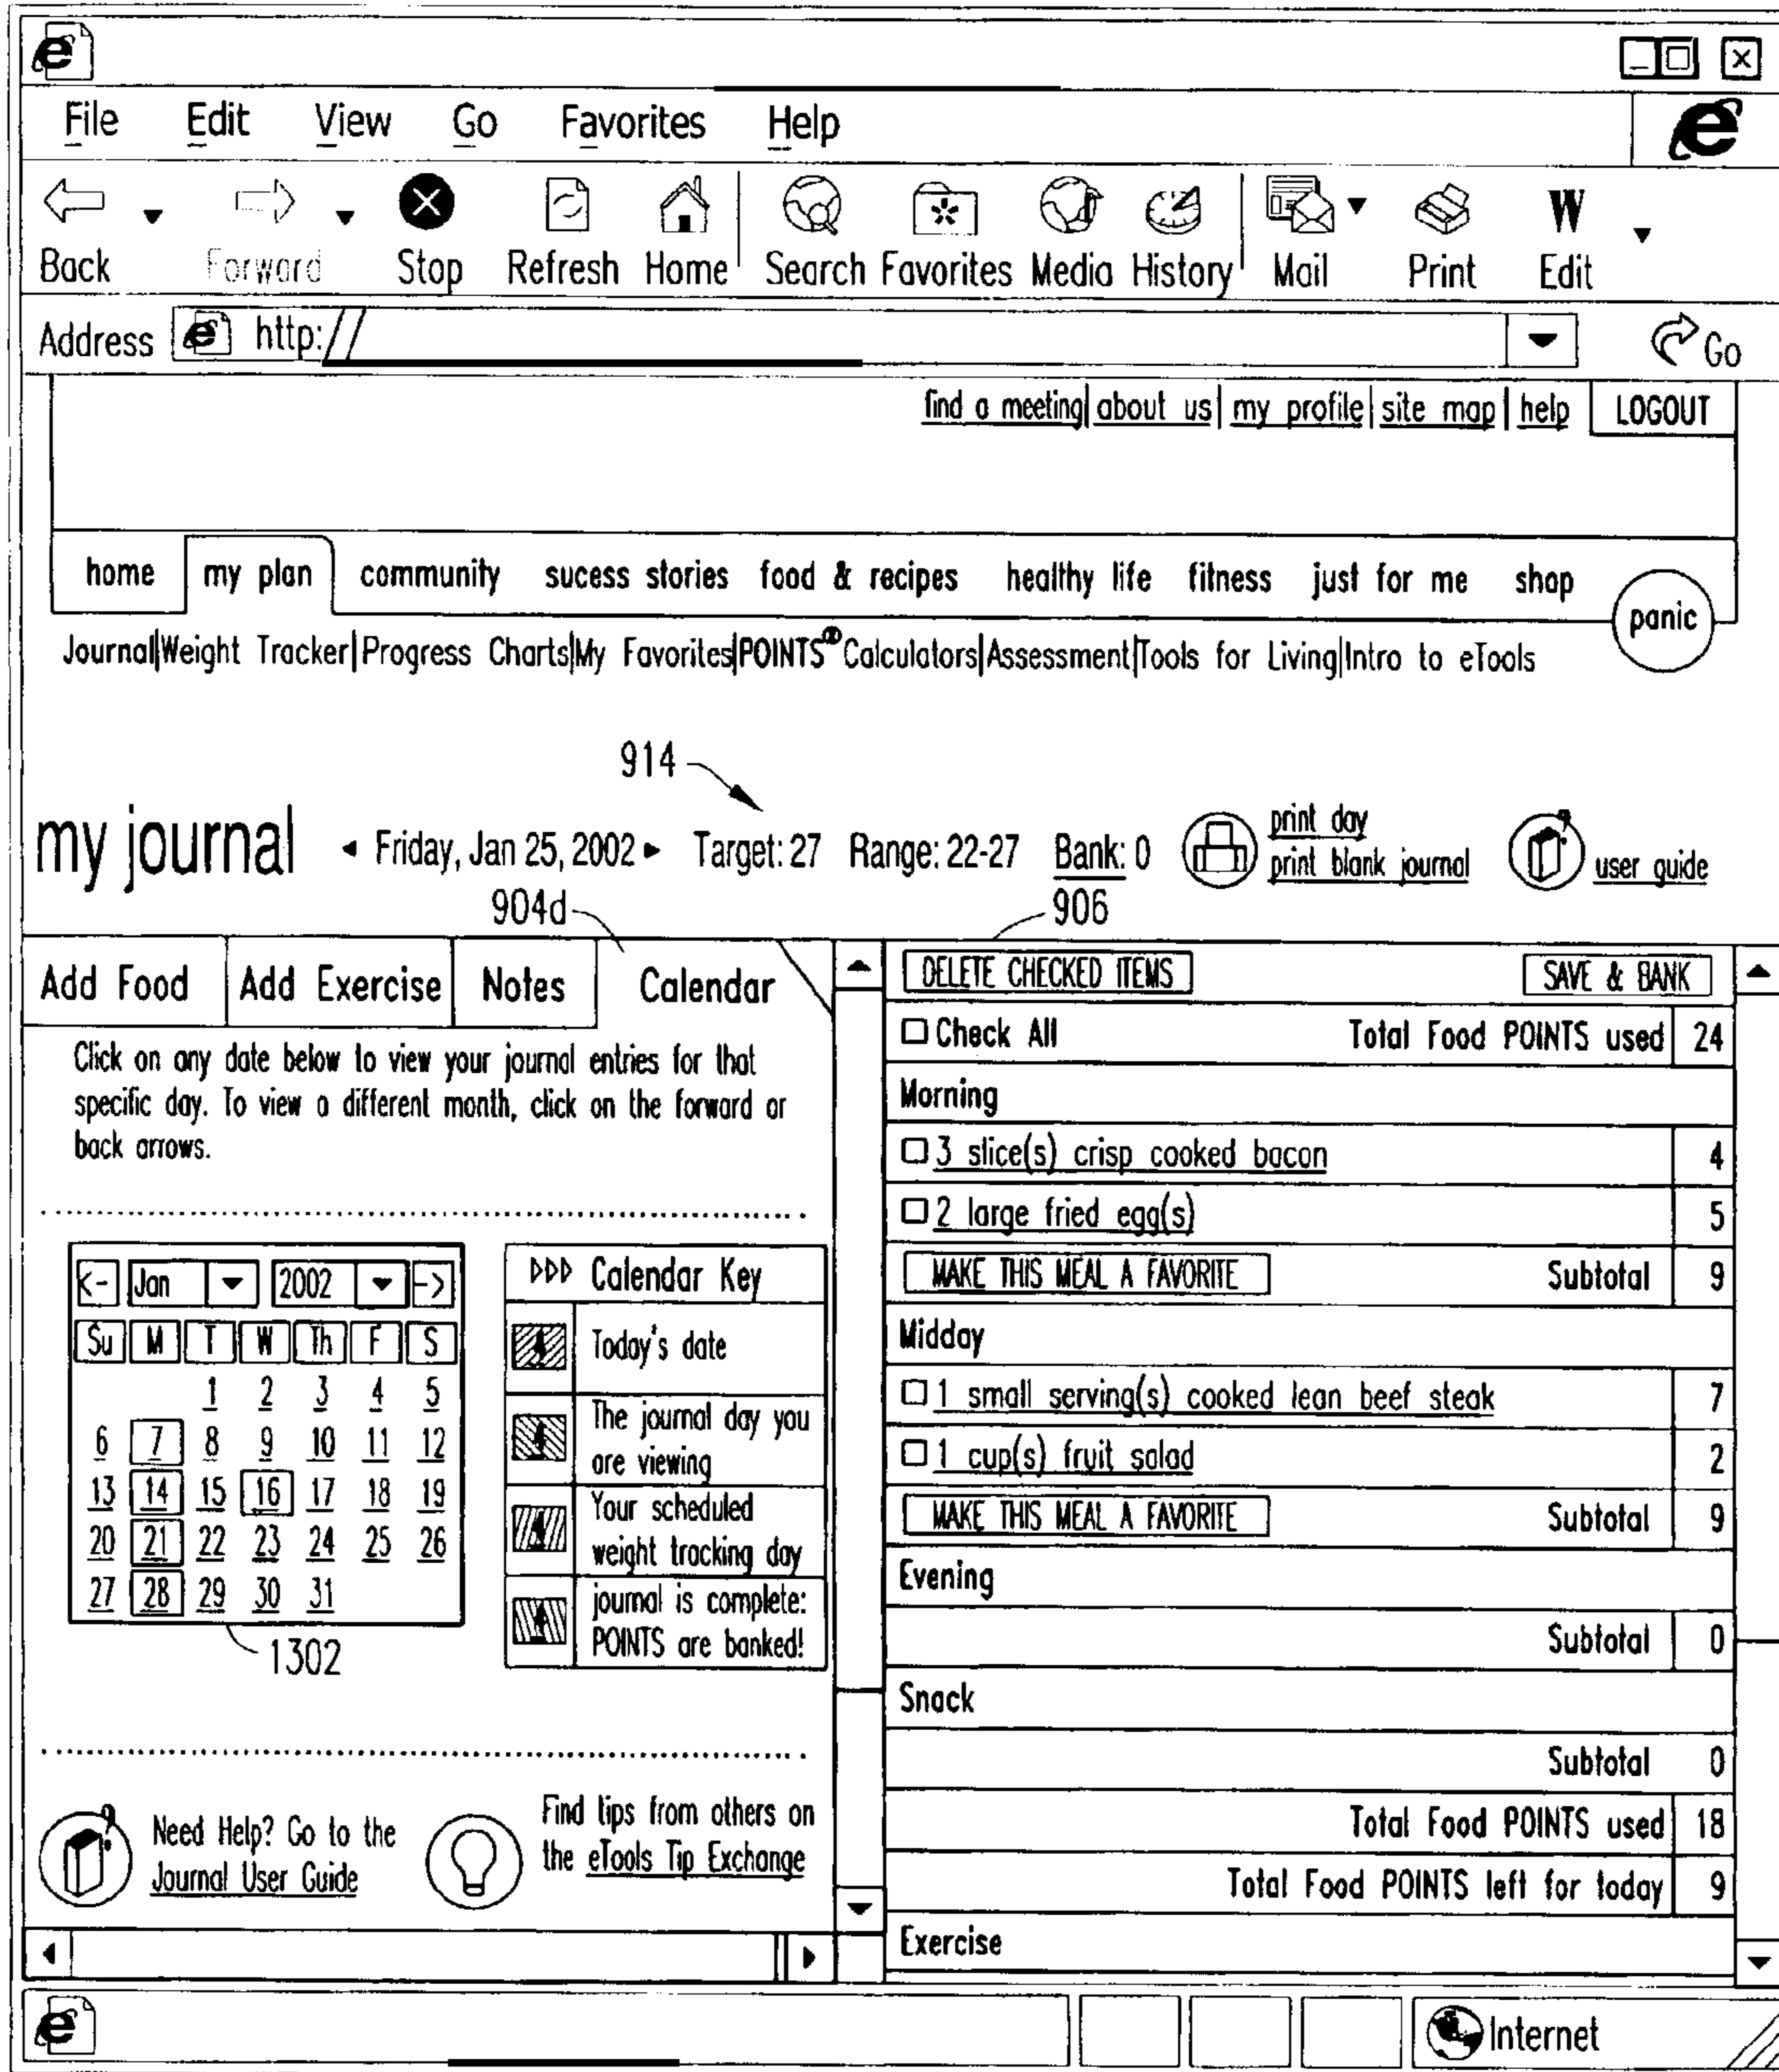 File Edit View Go Favorites Help
Back Forward Stop Refresh Home Search Favorites Media History Mail Print Edit
Address http:// Go
find a meeting| about us| my profile| site map| help LOGOUT
home my plan community sucess stories food & recipes healthy life fitness just for me shop
panic
Journal|Weight Tracker|Progress Charts|My Favorites|POINTS® Calculators|Assessment|Tools for Living|Intro to eTools
914
my journal ◂ Friday, Jan 25, 2002 ▸ Target: 27 Range: 22-27 Bank: 0
print day
print blank journal
user guide
904d
906
Add Food Add Exercise Notes Calendar
Click on any date below to view your journal entries for that
specific day. To view a different month, click on the forward or
back arrows.
<- Jan 2002 ->
Su M T W Th F S
1 2 3 4 5
6 7 8 9 10 11 12
13 14 15 16 17 18 19
20 21 22 23 24 25 26
27 28 29 30 31
1302
▷▷▷ Calendar Key
Today's date
The journal day you
are viewing
Your scheduled
weight tracking day
journal is complete:
POINTS are banked!
Need Help? Go to the
Journal User Guide
Find tips from others on
the eTools Tip Exchange
DELETE CHECKED ITEMS SAVE & BANK
Check All Total Food POINTS used 24
Morning
3 slice(s) crisp cooked bacon 4
2 large fried egg(s) 5
MAKE THIS MEAL A FAVORITE Subtotal 9
Midday
1 small serving(s) cooked lean beef steak 7
1 cup(s) fruit salad 2
MAKE THIS MEAL A FAVORITE Subtotal 9
Evening
Subtotal 0
Snack
Subtotal 0
Total Food POINTS used 18
Total Food POINTS left for today 9
Exercise
Internet